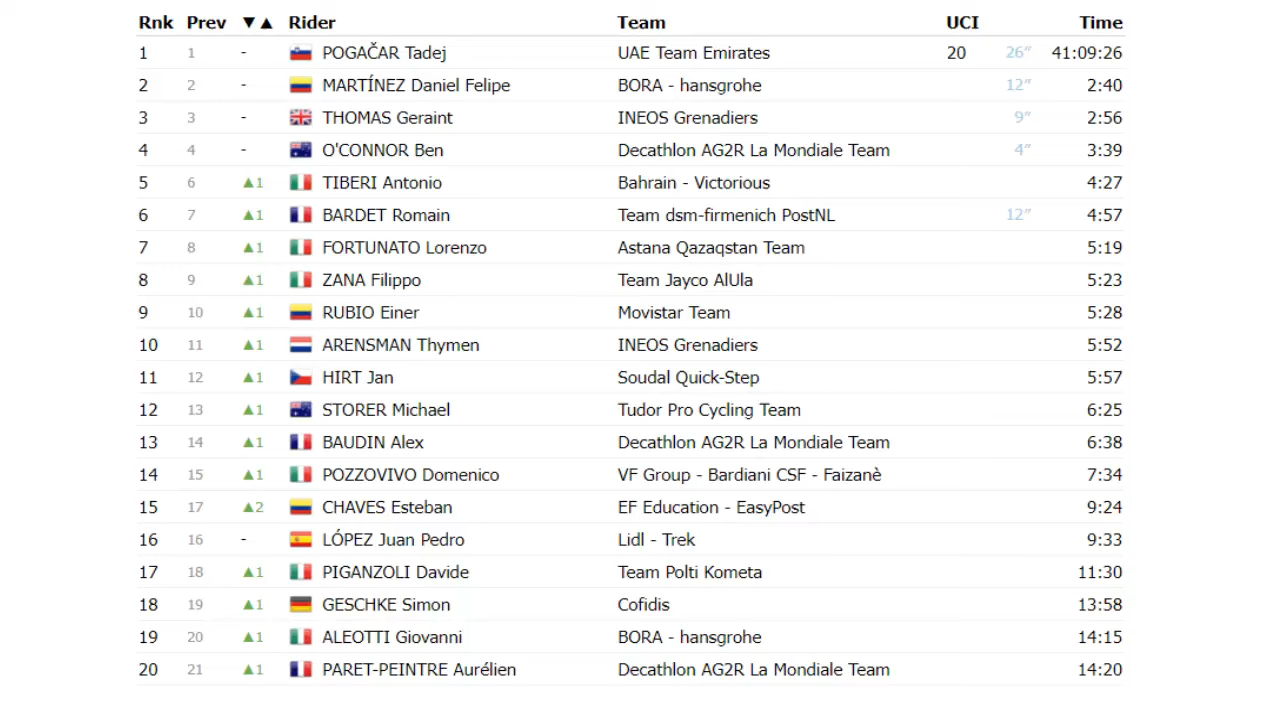 Rnk Prev ▼▲ Rider Team UCI Time
1 1 - POGAČAR Tadej UAE Team Emirates 20 26″ 41:09:26
2 2 - MARTÍNEZ Daniel Felipe BORA - hansgrohe 12″ 2:40
3 3 - THOMAS Geraint INEOS Grenadiers 9″ 2:56
4 4 - O'CONNOR Ben Decathlon AG2R La Mondiale Team 4″ 3:39
5 6 ▲1 TIBERI Antonio Bahrain - Victorious 4:27
6 7 ▲1 BARDET Romain Team dsm-firmenich PostNL 12″ 4:57
7 8 ▲1 FORTUNATO Lorenzo Astana Qazaqstan Team 5:19
8 9 ▲1 ZANA Filippo Team Jayco AlUla 5:23
9 10 ▲1 RUBIO Einer Movistar Team 5:28
10 11 ▲1 ARENSMAN Thymen INEOS Grenadiers 5:52
11 12 ▲1 HIRT Jan Soudal Quick-Step 5:57
12 13 ▲1 STORER Michael Tudor Pro Cycling Team 6:25
13 14 ▲1 BAUDIN Alex Decathlon AG2R La Mondiale Team 6:38
14 15 ▲1 POZZOVIVO Domenico VF Group - Bardiani CSF - Faizanè 7:34
15 17 ▲2 CHAVES Esteban EF Education - EasyPost 9:24
16 16 - LÓPEZ Juan Pedro Lidl - Trek 9:33
17 18 ▲1 PIGANZOLI Davide Team Polti Kometa 11:30
18 19 ▲1 GESCHKE Simon Cofidis 13:58
19 20 ▲1 ALEOTTI Giovanni BORA - hansgrohe 14:15
20 21 ▲1 PARET-PEINTRE Aurélien Decathlon AG2R La Mondiale Team 14:20